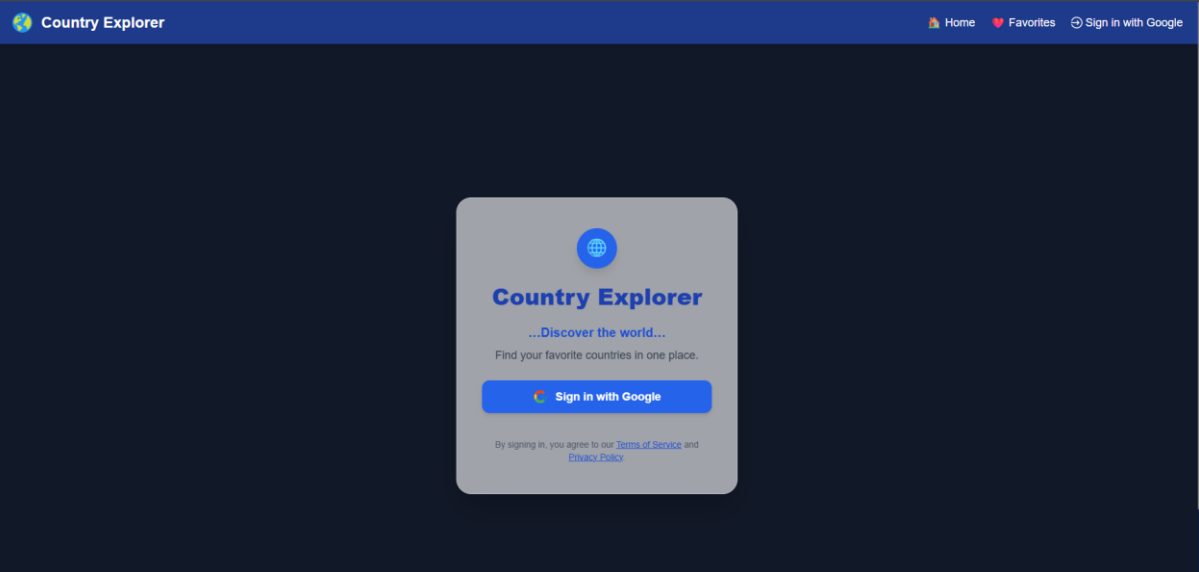 Country Explorer
Home
Favorites
Sign in with Google
Country Explorer
...Discover the world...
Find your favorite countries in one place.
Sign in with Google
By signing in, you agree to our Terms of Service and
Privacy Policy.